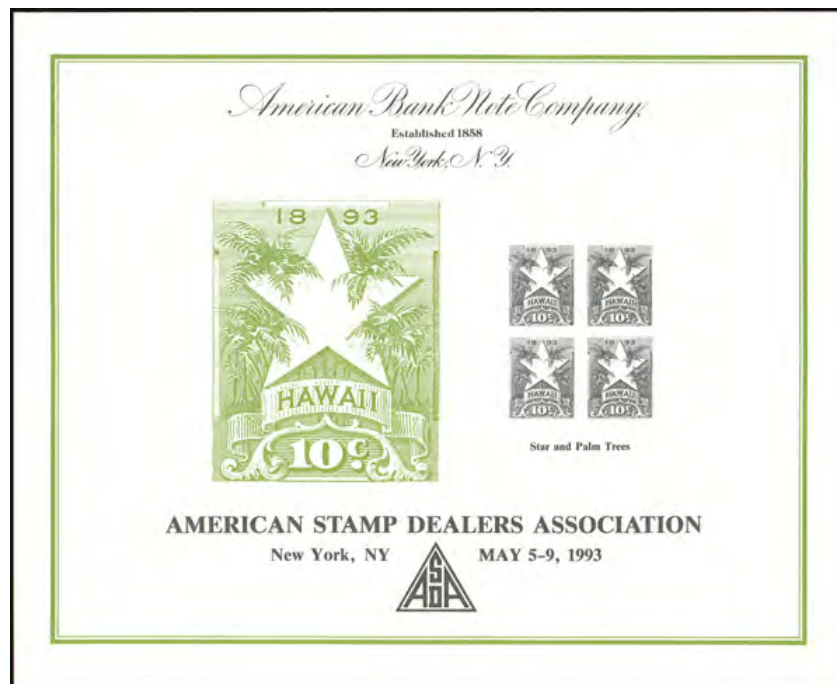 American Bank Note Company,
Established 1858
New York, N. Y.
18 93
HAWAII
10¢
18 93
HAWAII
10¢
18 93
HAWAII
10¢
18 93
HAWAII
10¢
18 93
HAWAII
10¢
Star and Palm Trees
AMERICAN STAMP DEALERS ASSOCIATION
New York, NY MAY 5-9, 1993
ASDA